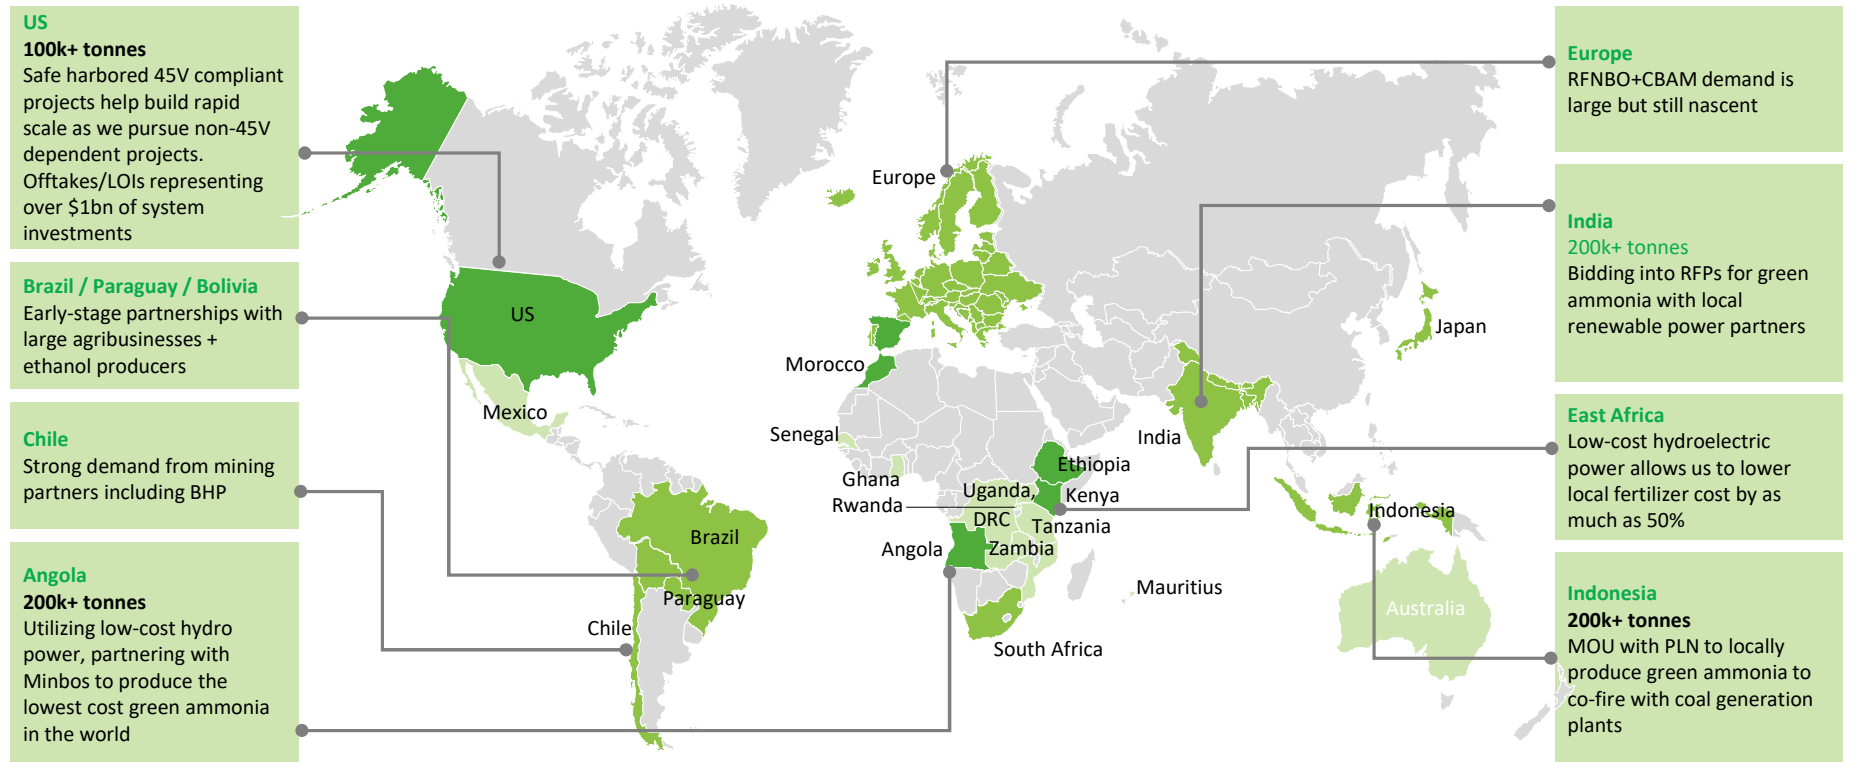 US
100k+ tonnes
Safe harbored 45V compliant
projects help build rapid
scale as we pursue non-45V
dependent projects.
Offtakes/LOIs representing
over $1bn of system
investments
Brazil / Paraguay / Bolivia
Early-stage partnerships with
large agribusinesses +
ethanol producers
Chile
Strong demand from mining
partners including BHP
Angola
200k+ tonnes
Utilizing low-cost hydro
power, partnering with
Minbos to produce the
lowest cost green ammonia
in the world
Europe
US
Japan
Morocco
Mexico
Senegal
India
Ghana
Ethiopia
Uganda,
Kenya
Rwanda
DRC
Tanzania
Indonesia
Brazil
Angola
Zambia
Mauritius
Paraguay
Australia
Chile
South Africa
Europe
RFNBO+CBAM demand is
large but still nascent
India
200k+ tonnes
Bidding into RFPs for green
ammonia with local
renewable power partners
East Africa
Low-cost hydroelectric
power allows us to lower
local fertilizer cost by as
much as 50%
Indonesia
200k+ tonnes
MOU with PLN to locally
produce green ammonia to
co-fire with coal generation
plants